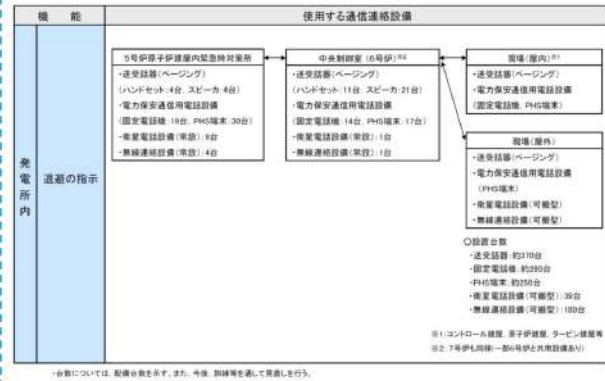 機　能
使用する通信連絡設備
発電所内
退避の指示
5号炉原子炉建屋内緊急時対策所
・送受話器(ページング)
(ハンドセット:4台、スピーカ:4台)
・電力保安通信用電話設備
(固定電話機:19台、PHS端末:30台)
・衛星電話設備(常設):9台
・無線連絡設備(常設):4台
中央制御室(6号炉)※2
・送受話器(ページング)
(ハンドセット:11台、スピーカ:21台)
・電力保安通信用電話設備
(固定電話機:14台、PHS端末:17台)
・衛星電話設備(常設):1台
・無線連絡設備(常設):1台
現場(屋内)※1
・送受話器(ページング)
・電力保安通信用電話設備
(固定電話機、PHS端末)
現場(屋外)
・送受話器(ページング)
・電力保安通信用電話設備
(PHS端末)
・衛星電話設備(可搬型)
・無線連絡設備(可搬型)
○設置台数
・送受話器:約370台
・固定電話機:約280台
・PHS端末:約250台
・衛星電話設備(可搬型):39台
・無線連絡設備(可搬型):100台
※1:コントロール建屋、原子炉建屋、タービン建屋等
※2:7号炉も同様(一部6号炉と共用設備あり)
・台数については、配備台数を示す。また、今後、訓練等を通して見直しを行う。